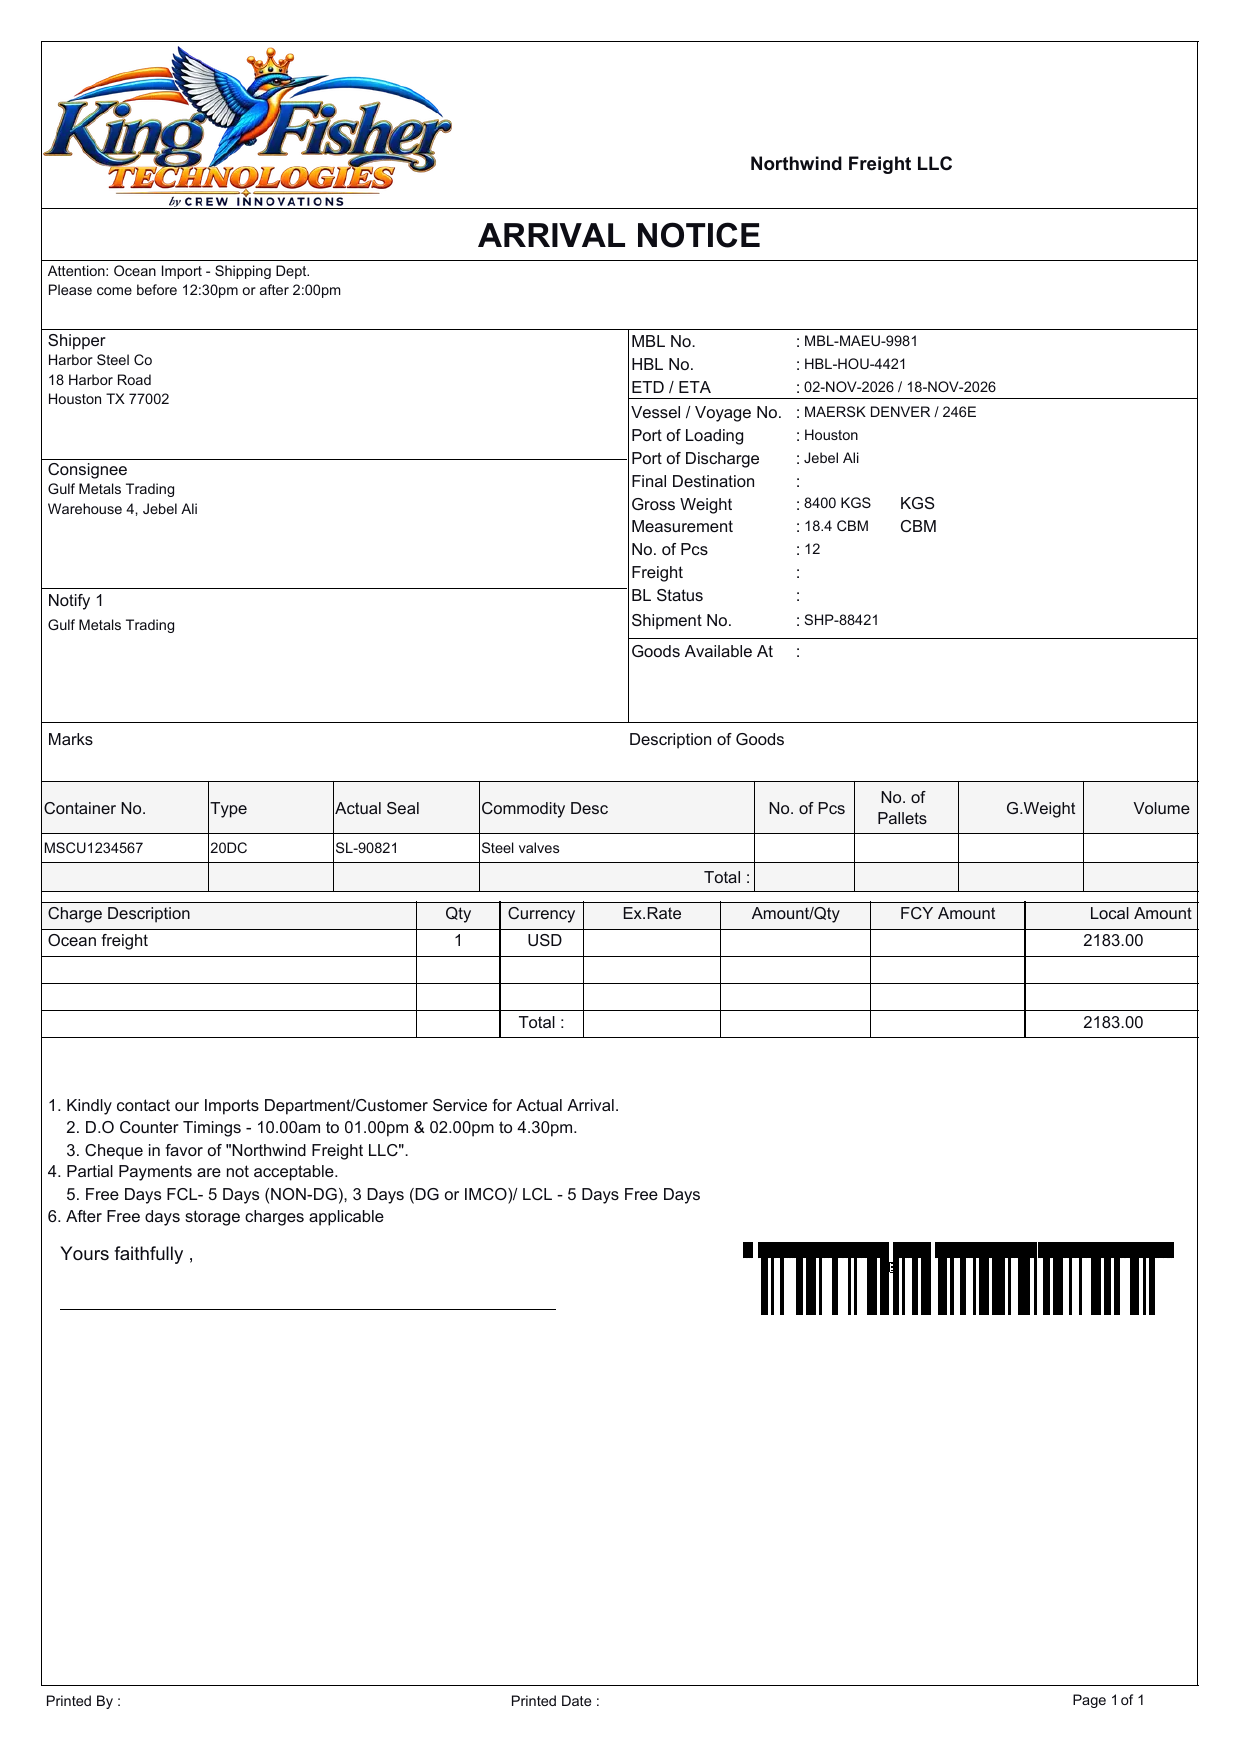 King Fisher
TECHNOLOGIES
by CREW INNOVATIONS
Northwind Freight LLC
ARRIVAL NOTICE
Attention: Ocean Import - Shipping Dept.
Please come before 12:30pm or after 2:00pm
Shipper
Harbor Steel Co
18 Harbor Road
Houston TX 77002
Consignee
Gulf Metals Trading
Warehouse 4, Jebel Ali
Notify 1
Gulf Metals Trading
MBL No. : MBL-MAEU-9981
HBL No. : HBL-HOU-4421
ETD / ETA : 02-NOV-2026 / 18-NOV-2026
Vessel / Voyage No. : MAERSK DENVER / 246E
Port of Loading : Houston
Port of Discharge : Jebel Ali
Final Destination :
Gross Weight : 8400 KGS KGS
Measurement : 18.4 CBM CBM
No. of Pcs : 12
Freight :
BL Status :
Shipment No. : SHP-88421
Goods Available At :
Marks Description of Goods
Container No. Type Actual Seal Commodity Desc No. of Pcs No. of Pallets G.Weight Volume
MSCU1234567 20DC SL-90821 Steel valves
Total :
Charge Description Qty Currency Ex.Rate Amount/Qty FCY Amount Local Amount
Ocean freight 1 USD 2183.00
Total : 2183.00
1. Kindly contact our Imports Department/Customer Service for Actual Arrival.
2. D.O Counter Timings - 10.00am to 01.00pm & 02.00pm to 4.30pm.
3. Cheque in favor of "Northwind Freight LLC".
4. Partial Payments are not acceptable.
5. Free Days FCL- 5 Days (NON-DG), 3 Days (DG or IMCO)/ LCL - 5 Days Free Days
6. After Free days storage charges applicable
Yours faithfully ,
Printed By : Printed Date : Page 1 of 1